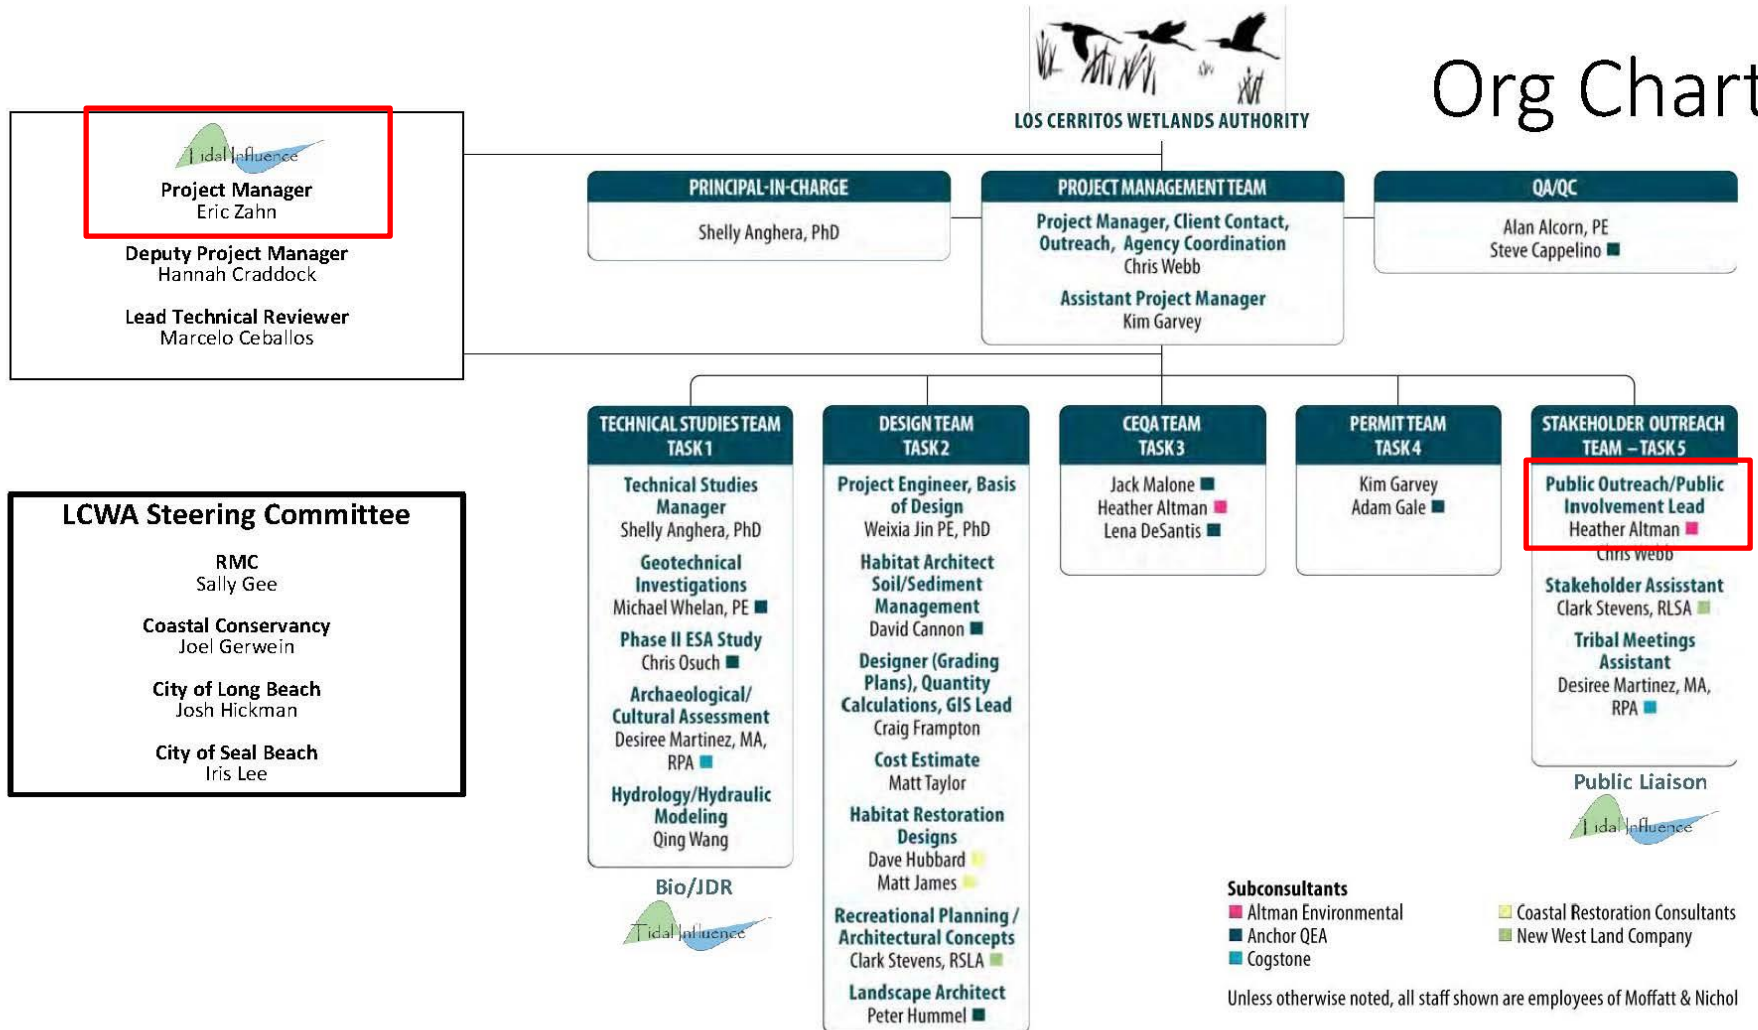 Org Chart
LOS CERRITOS WETLANDS AUTHORITY
Tidal Influence
Project Manager
Eric Zahn
Deputy Project Manager
Hannah Craddock
Lead Technical Reviewer
Marcelo Ceballos
PRINCIPAL-IN-CHARGE
Shelly Anghera, PhD
PROJECT MANAGEMENT TEAM
Project Manager, Client Contact,
Outreach, Agency Coordination
Chris Webb
Assistant Project Manager
Kim Garvey
QA/QC
Alan Alcorn, PE
Steve Cappelino
LCWA Steering Committee
RMC
Sally Gee
Coastal Conservancy
Joel Gerwein
City of Long Beach
Josh Hickman
City of Seal Beach
Iris Lee
TECHNICAL STUDIES TEAM
TASK 1
Technical Studies
Manager
Shelly Anghera, PhD
Geotechnical
Investigations
Michael Whelan, PE
Phase II ESA Study
Chris Osuch
Archaeological/
Cultural Assessment
Desiree Martinez, MA,
RPA
Hydrology/Hydraulic
Modeling
Qing Wang
Bio/JDR
Tidal Influence
DESIGN TEAM
TASK 2
Project Engineer, Basis
of Design
Weixia Jin PE, PhD
Habitat Architect
Soil/Sediment
Management
David Cannon
Designer (Grading
Plans), Quantity
Calculations, GIS Lead
Craig Frampton
Cost Estimate
Matt Taylor
Habitat Restoration
Designs
Dave Hubbard
Matt James
Recreational Planning /
Architectural Concepts
Clark Stevens, RSLA
Landscape Architect
Peter Hummel
CEQA TEAM
TASK 3
Jack Malone
Heather Altman
Lena DeSantis
PERMIT TEAM
TASK 4
Kim Garvey
Adam Gale
STAKEHOLDER OUTREACH
TEAM – TASK 5
Public Outreach/Public
Involvement Lead
Heather Altman
Chris Webb
Stakeholder Assisstant
Clark Stevens, RLSA
Tribal Meetings
Assistant
Desiree Martinez, MA,
RPA
Public Liaison
Tidal Influence
Subconsultants
Altman Environmental
Anchor QEA
Cogstone
Coastal Restoration Consultants
New West Land Company
Unless otherwise noted, all staff shown are employees of Moffatt & Nichol